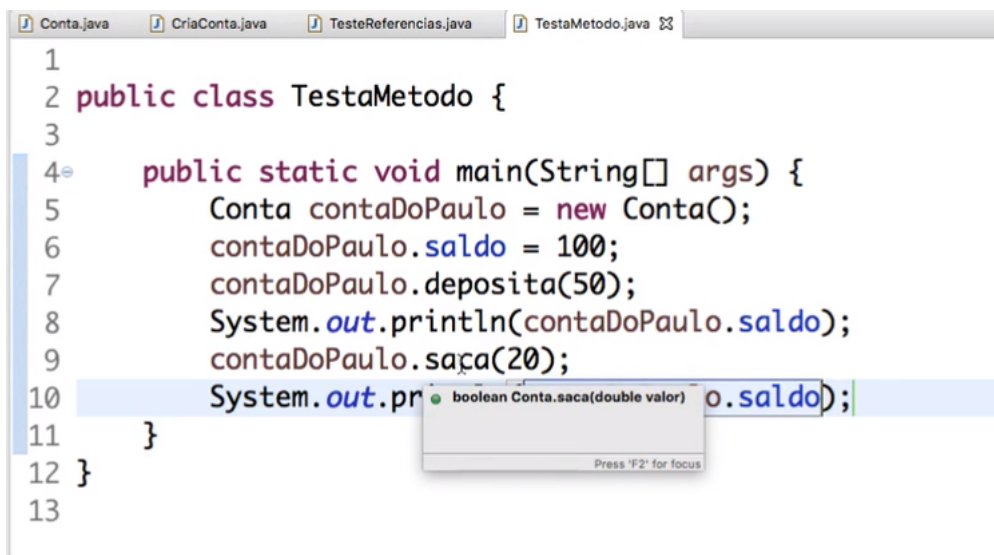 Conta.java CriaConta.java TesteReferencias.java TestaMetodo.java
1
2 public class TestaMetodo {
3
4 public static void main(String[] args) {
5 Conta contaDoPaulo = new Conta();
6 contaDoPaulo.saldo = 100;
7 contaDoPaulo.deposita(50);
8 System.out.println(contaDoPaulo.saldo);
9 contaDoPaulo.saca(20);
10 System.out.pr o.saldo);
boolean Conta.saca(double valor)
Press 'F2' for focus
11 }
12 }
13